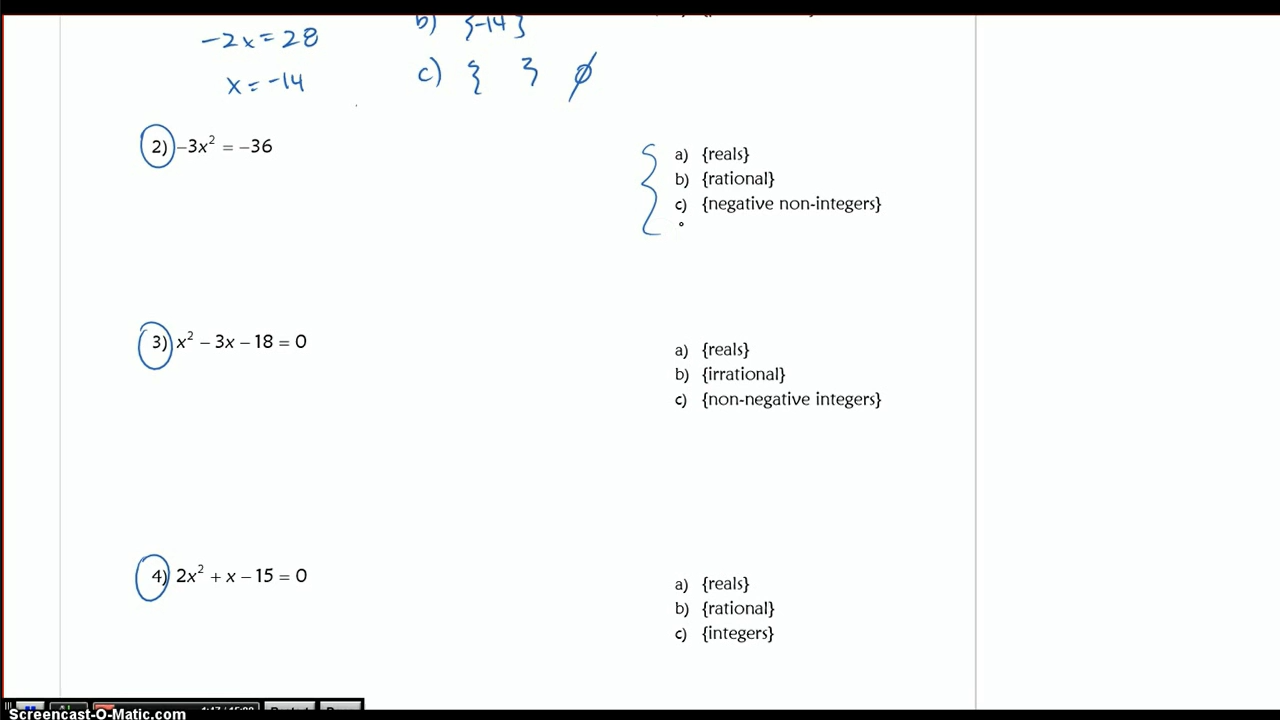 -2x = 28
b) {-14}
x = -14
c) { } ∅
2) –3x² = –36
a) {reals}
b) {rational}
c) {negative non-integers}
3) x² – 3x – 18 = 0
a) {reals}
b) {irrational}
c) {non-negative integers}
4) 2x² + x – 15 = 0
a) {reals}
b) {rational}
c) {integers}
Screencast-O-Matic.com